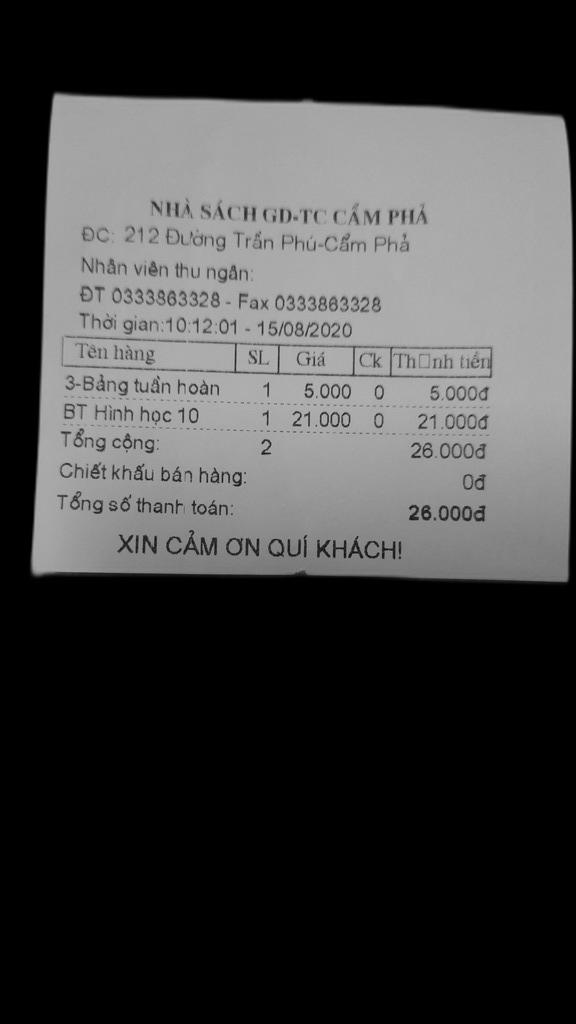 NHÀ SÁCH GD-TC CẨM PHẢ
ĐC: 212 Đường Trần Phú-Cẩm Phả
Nhân viên thu ngân:
ĐT 0333863328 - Fax 0333863328
Thời gian:10:12:01 - 15/08/2020
Tên hàng SL Giá Ck Th□nh tiền
3-Bảng tuần hoàn 1 5.000 0 5.000đ
BT Hình học 10 1 21.000 0 21.000đ
Tổng cộng: 2 26.000đ
Chiết khấu bán hàng: 0đ
Tổng số thanh toán: 26.000đ
XIN CẢM ƠN QUÍ KHÁCH!